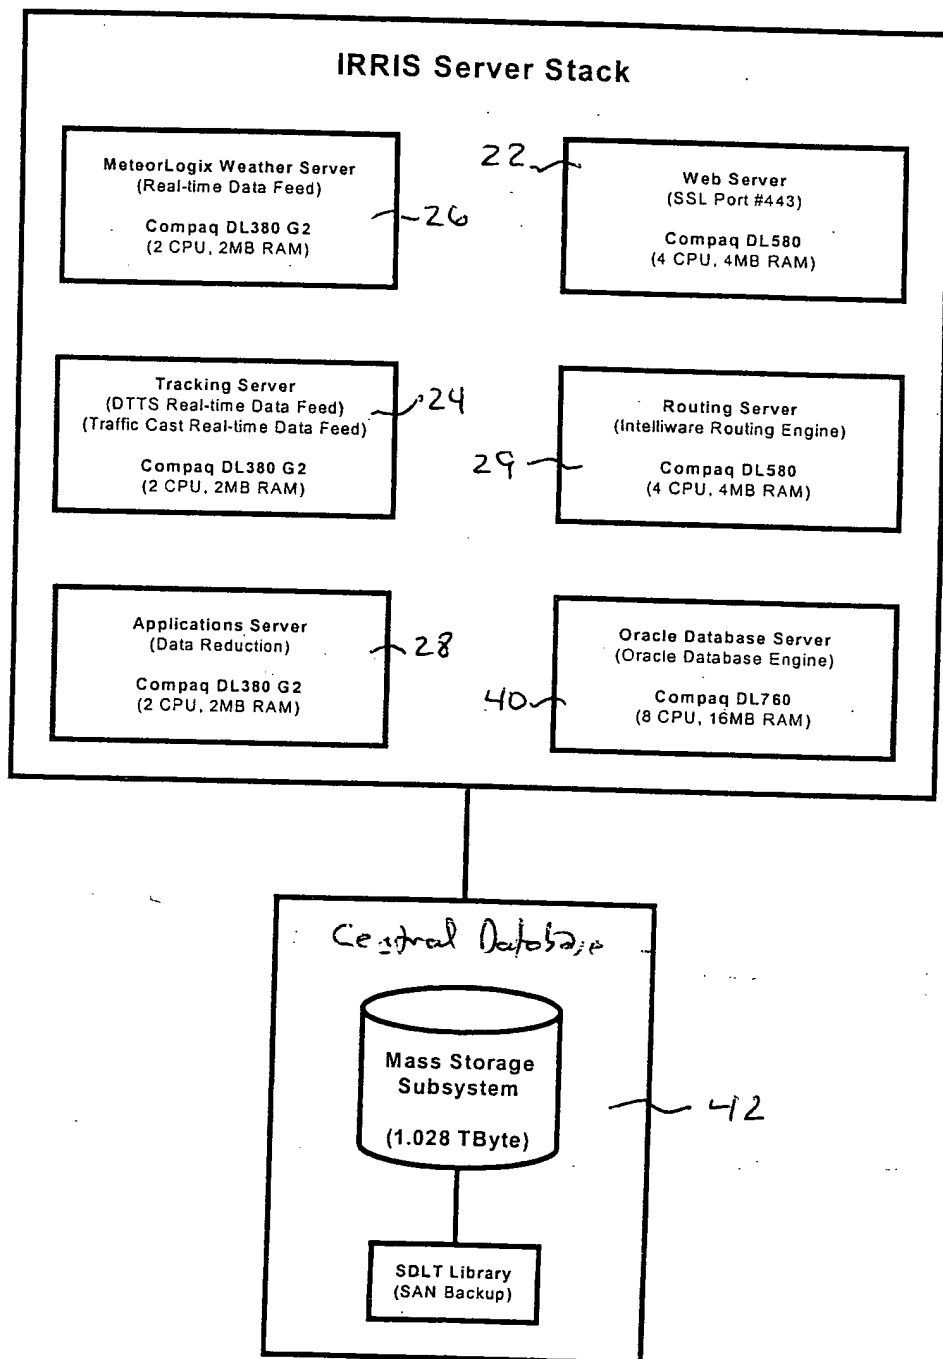 IRRIS Server Stack
MeteorLogix Weather Server
(Real-time Data Feed)
Compaq DL380 G2
(2 CPU, 2MB RAM)
26
22
Web Server
(SSL Port #443)
Compaq DL580
(4 CPU, 4MB RAM)
Tracking Server
(DTTS Real-time Data Feed)
(Traffic Cast Real-time Data Feed)
Compaq DL380 G2
(2 CPU, 2MB RAM)
24
29
Routing Server
(Intelliware Routing Engine)
Compaq DL580
(4 CPU, 4MB RAM)
Applications Server
(Data Reduction)
Compaq DL380 G2
(2 CPU, 2MB RAM)
28
40
Oracle Database Server
(Oracle Database Engine)
Compaq DL760
(8 CPU, 16MB RAM)
Central Database
Mass Storage
Subsystem
(1.028 TByte)
42
SDLT Library
(SAN Backup)